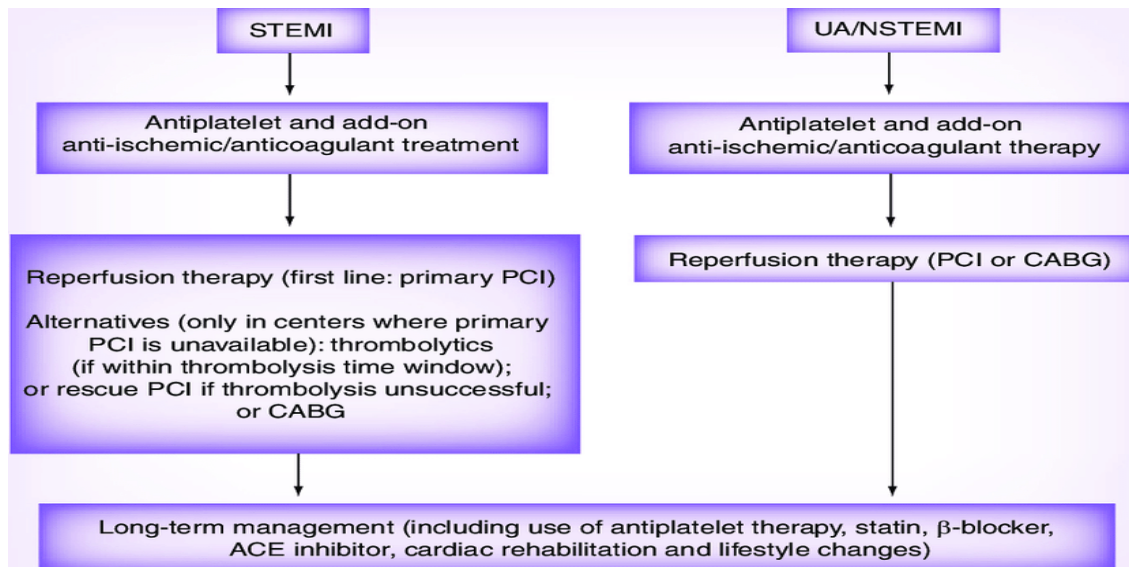 STEMI
Antiplatelet and add-on
anti-ischemic/anticoagulant treatment
Reperfusion therapy (first line: primary PCI)
Alternatives (only in centers where primary
PCI is unavailable): thrombolytics
(if within thrombolysis time window);
or rescue PCI if thrombolysis unsuccessful;
or CABG
UA/NSTEMI
Antiplatelet and add-on
anti-ischemic/anticoagulant therapy
Reperfusion therapy (PCI or CABG)
Long-term management (including use of antiplatelet therapy, statin, β-blocker,
ACE inhibitor, cardiac rehabilitation and lifestyle changes)